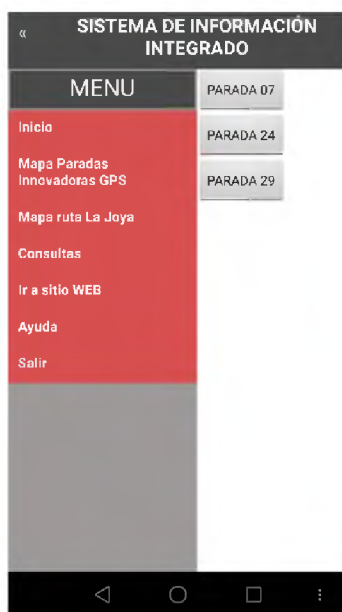 «
SISTEMA DE INFORMACIÓN
INTEGRADO
MENU
Inicio
Mapa Paradas
Innovadoras GPS
Mapa ruta La Joya
Consultas
Ir a sitio WEB
Ayuda
Salir
PARADA 07
PARADA 24
PARADA 29